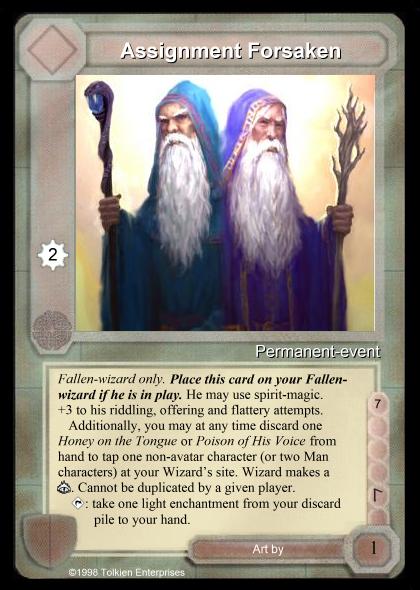 Assignment Forsaken
2
Permanent-event
Fallen-wizard only. Place this card on your Fallen-
wizard if he is in play. He may use spirit-magic.
+3 to his riddling, offering and flattery attempts.
Additionally, you may at any time discard one
Honey on the Tongue or Poison of His Voice from
hand to tap one non-avatar character (or two Man
characters) at your Wizard's site. Wizard makes a
. Cannot be duplicated by a given player.
: take one light enchantment from your discard
pile to your hand.
7
7
Art by
1
©1998 Tolkien Enterprises